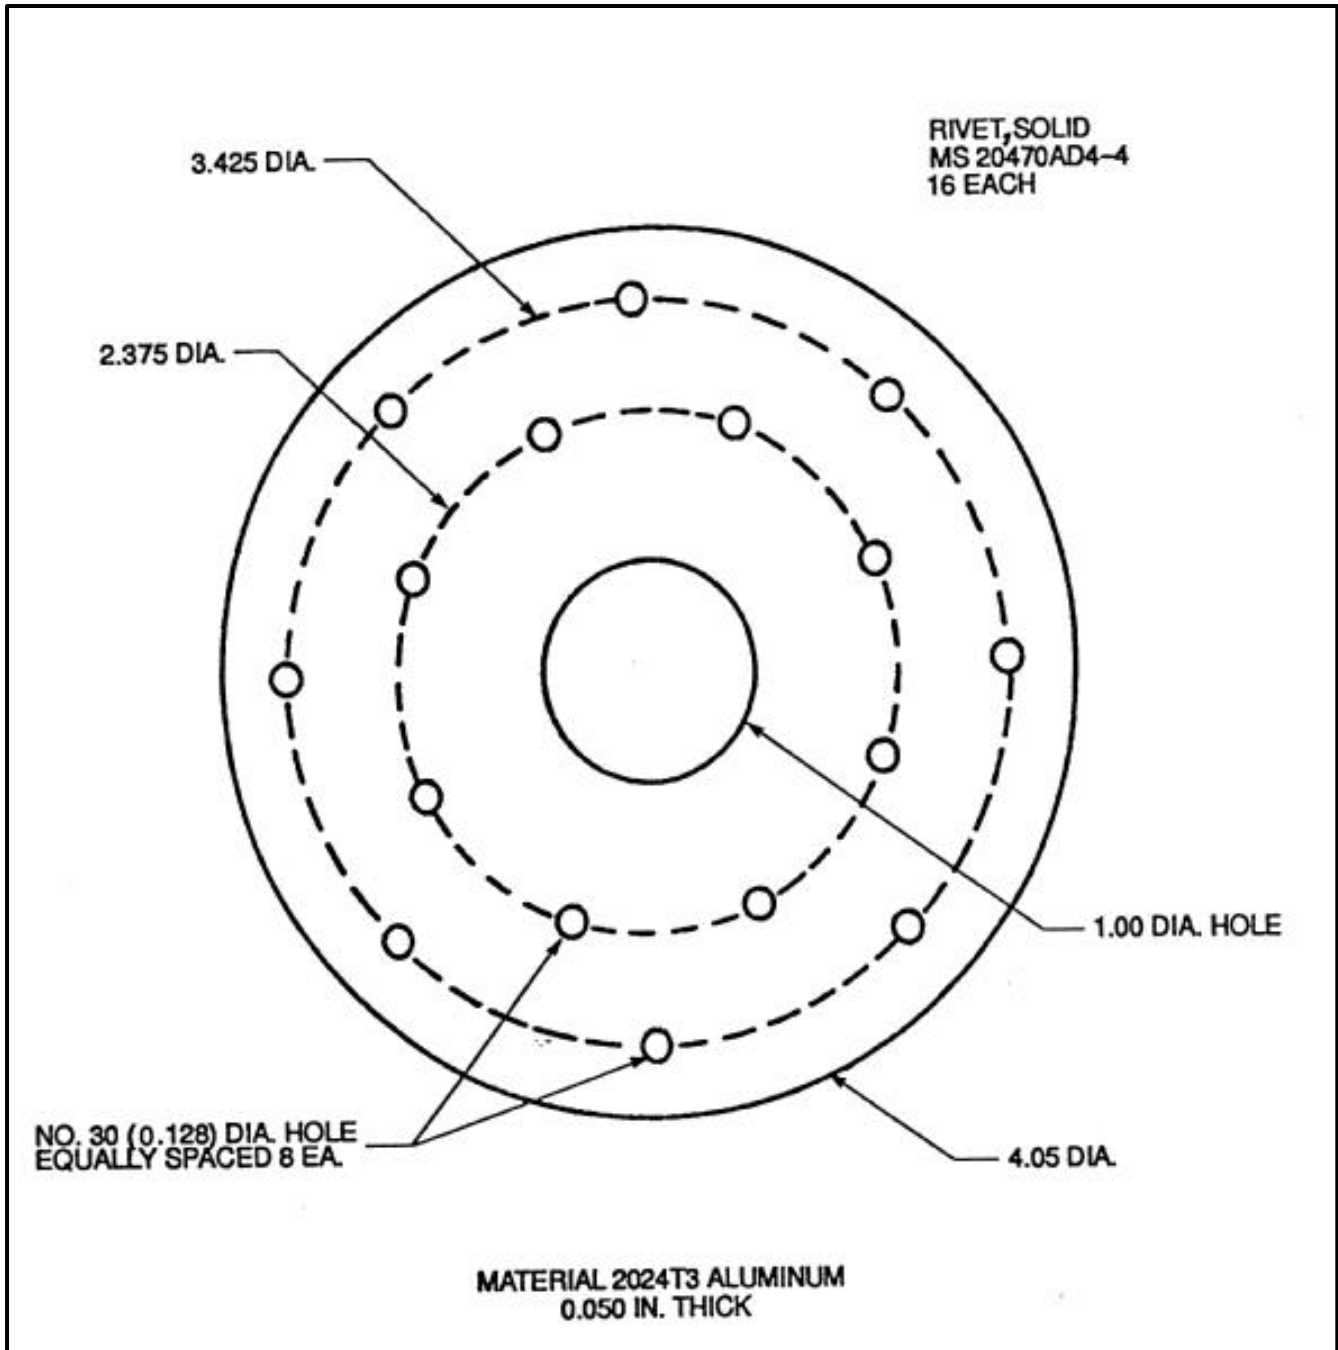 RIVET,SOLID
MS 20470AD4-4
16 EACH
3.425 DIA.
2.375 DIA.
1.00 DIA. HOLE
NO. 30 (0.128) DIA. HOLE
EQUALLY SPACED 8 EA.
4.05 DIA.
MATERIAL 2024T3 ALUMINUM
0.050 IN. THICK